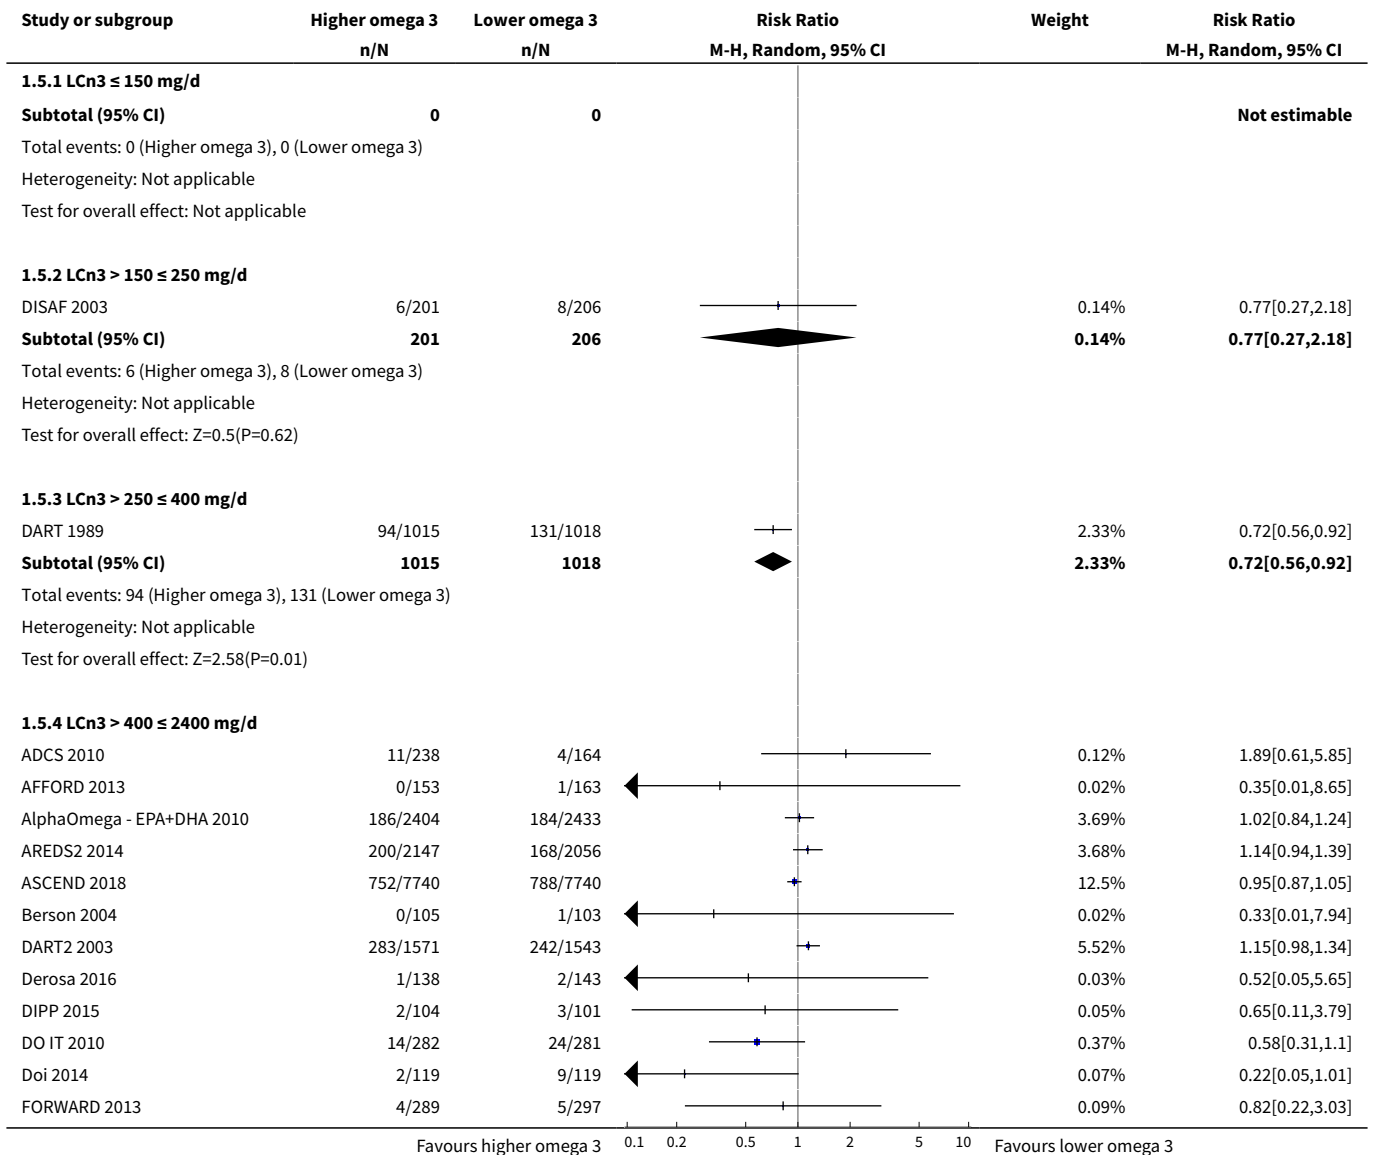 Study or subgroup Higher omega 3 Lower omega 3 Risk Ratio Weight Risk Ratio
n/N n/N M-H, Random, 95% CI M-H, Random, 95% CI
1.5.1 LCn3 ≤ 150 mg/d
Subtotal (95% CI) 0 0 Not estimable
Total events: 0 (Higher omega 3), 0 (Lower omega 3)
Heterogeneity: Not applicable
Test for overall effect: Not applicable
1.5.2 LCn3 > 150 ≤ 250 mg/d
DISAF 2003 6/201 8/206 0.14% 0.77[0.27,2.18]
Subtotal (95% CI) 201 206 0.14% 0.77[0.27,2.18]
Total events: 6 (Higher omega 3), 8 (Lower omega 3)
Heterogeneity: Not applicable
Test for overall effect: Z=0.5(P=0.62)
1.5.3 LCn3 > 250 ≤ 400 mg/d
DART 1989 94/1015 131/1018 2.33% 0.72[0.56,0.92]
Subtotal (95% CI) 1015 1018 2.33% 0.72[0.56,0.92]
Total events: 94 (Higher omega 3), 131 (Lower omega 3)
Heterogeneity: Not applicable
Test for overall effect: Z=2.58(P=0.01)
1.5.4 LCn3 > 400 ≤ 2400 mg/d
ADCS 2010 11/238 4/164 0.12% 1.89[0.61,5.85]
AFFORD 2013 0/153 1/163 0.02% 0.35[0.01,8.65]
AlphaOmega - EPA+DHA 2010 186/2404 184/2433 3.69% 1.02[0.84,1.24]
AREDS2 2014 200/2147 168/2056 3.68% 1.14[0.94,1.39]
ASCEND 2018 752/7740 788/7740 12.5% 0.95[0.87,1.05]
Berson 2004 0/105 1/103 0.02% 0.33[0.01,7.94]
DART2 2003 283/1571 242/1543 5.52% 1.15[0.98,1.34]
Derosa 2016 1/138 2/143 0.03% 0.52[0.05,5.65]
DIPP 2015 2/104 3/101 0.05% 0.65[0.11,3.79]
DO IT 2010 14/282 24/281 0.37% 0.58[0.31,1.1]
Doi 2014 2/119 9/119 0.07% 0.22[0.05,1.01]
FORWARD 2013 4/289 5/297 0.09% 0.82[0.22,3.03]
Favours higher omega 3 0.1 0.2 0.5 1 2 5 10 Favours lower omega 3